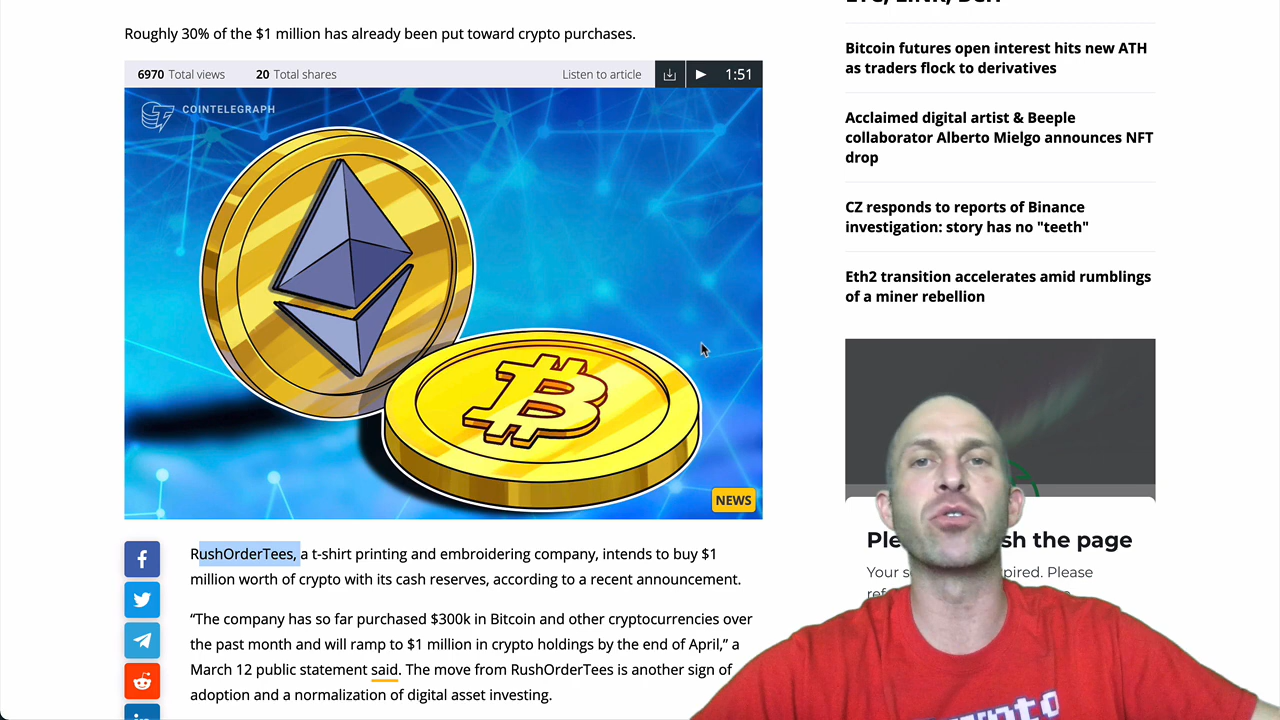 Roughly 30% of the $1 million has already been put toward crypto purchases.
6970 Total views 20 Total shares Listen to article 1:51
COINTELEGRAPH
NEWS
RushOrderTees, a t-shirt printing and embroidering company, intends to buy $1
million worth of crypto with its cash reserves, according to a recent announcement.
“The company has so far purchased $300k in Bitcoin and other cryptocurrencies over
the past month and will ramp to $1 million in crypto holdings by the end of April,” a
March 12 public statement said. The move from RushOrderTees is another sign of
adoption and a normalization of digital asset investing.
Bitcoin futures open interest hits new ATH
as traders flock to derivatives
Acclaimed digital artist & Beeple
collaborator Alberto Mielgo announces NFT
drop
CZ responds to reports of Binance
investigation: story has no "teeth"
Eth2 transition accelerates amid rumblings
of a miner rebellion
the page
Your
Please